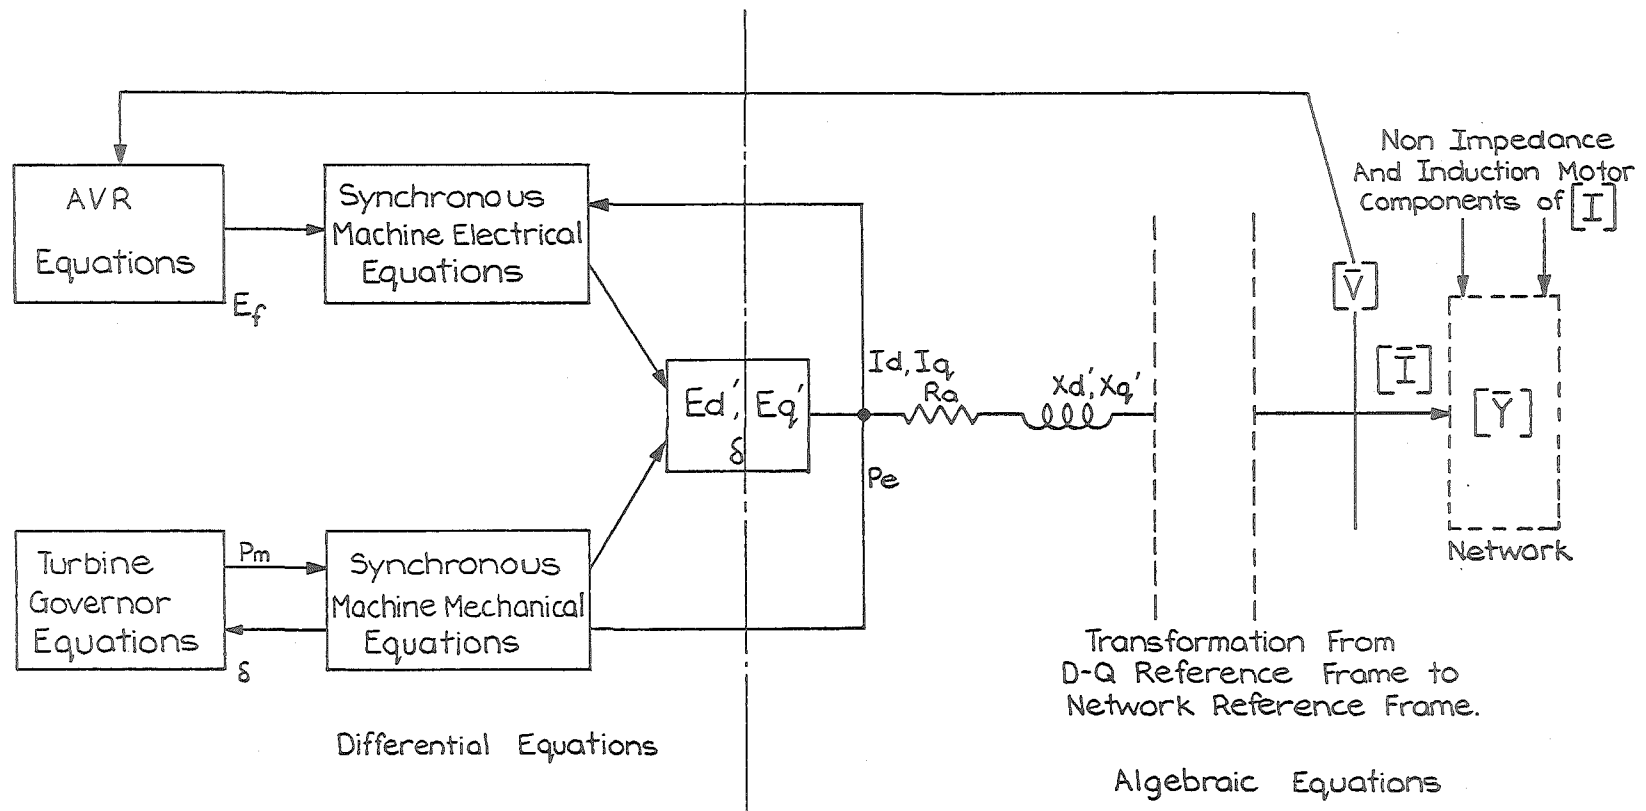 AVR
Equations
E_f
Synchronous
Machine Electrical
Equations
Ed', Eq'
δ
Id, Iq
Ra
Xd', Xq'
Pe
Turbine
Governor
Equations
Pm
δ
Synchronous
Machine Mechanical
Equations
Non Impedance
And Induction Motor
Components of [I̅]
[V̅]
[I̅]
[Y̅]
Network
Transformation From
D-Q Reference Frame to
Network Reference Frame.
Differential Equations
Algebraic Equations